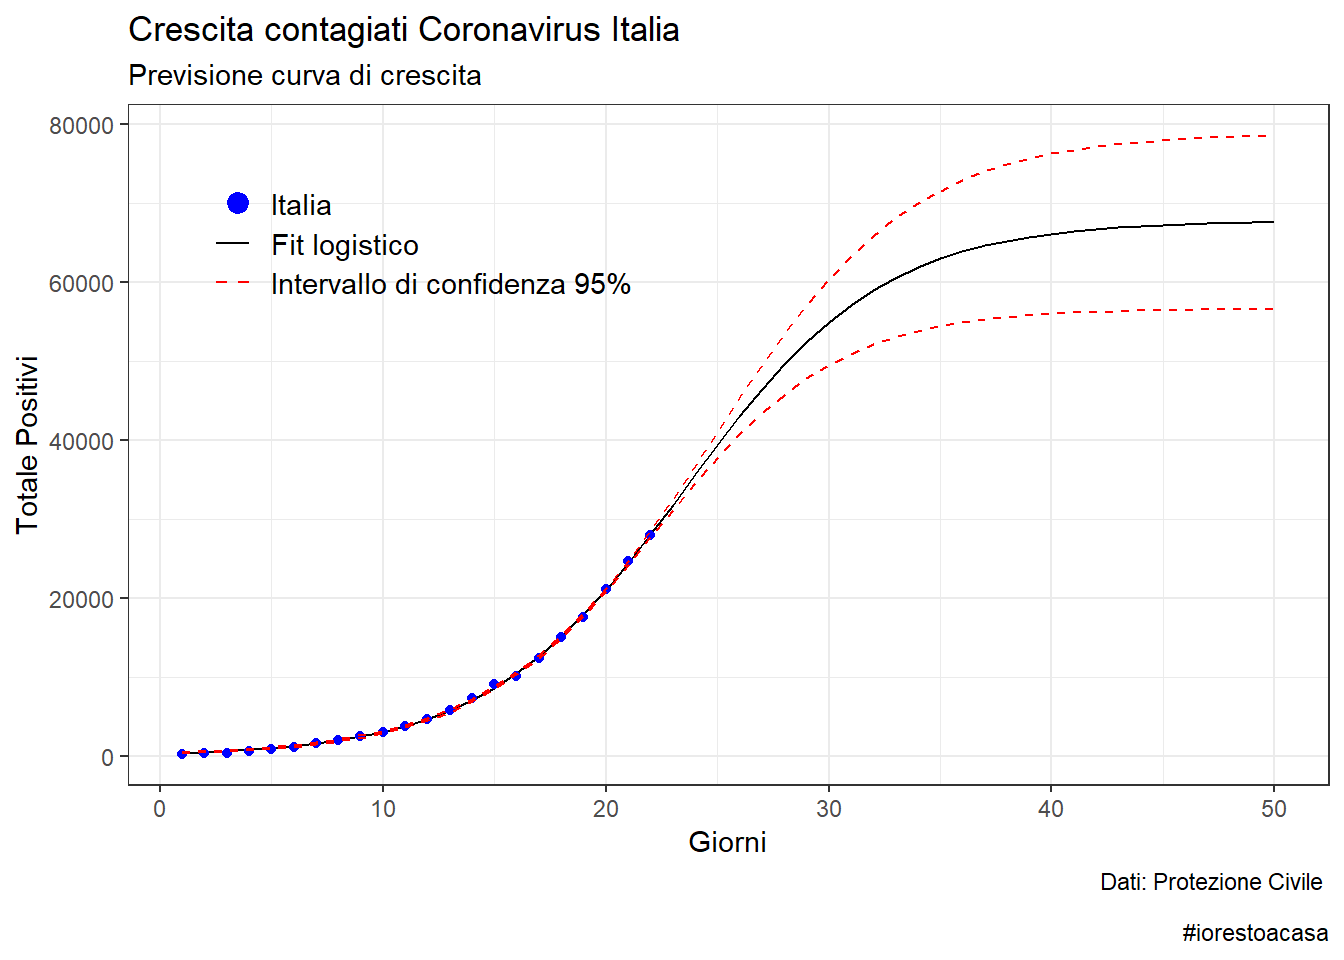 Crescita contagiati Coronavirus Italia
Previsione curva di crescita
80000
60000
40000
20000
0
Totale Positivi
Italia
Fit logistico
Intervallo di confidenza 95%
0 10 20 30 40 50
Giorni
Dati: Protezione Civile
#iorestoacasa